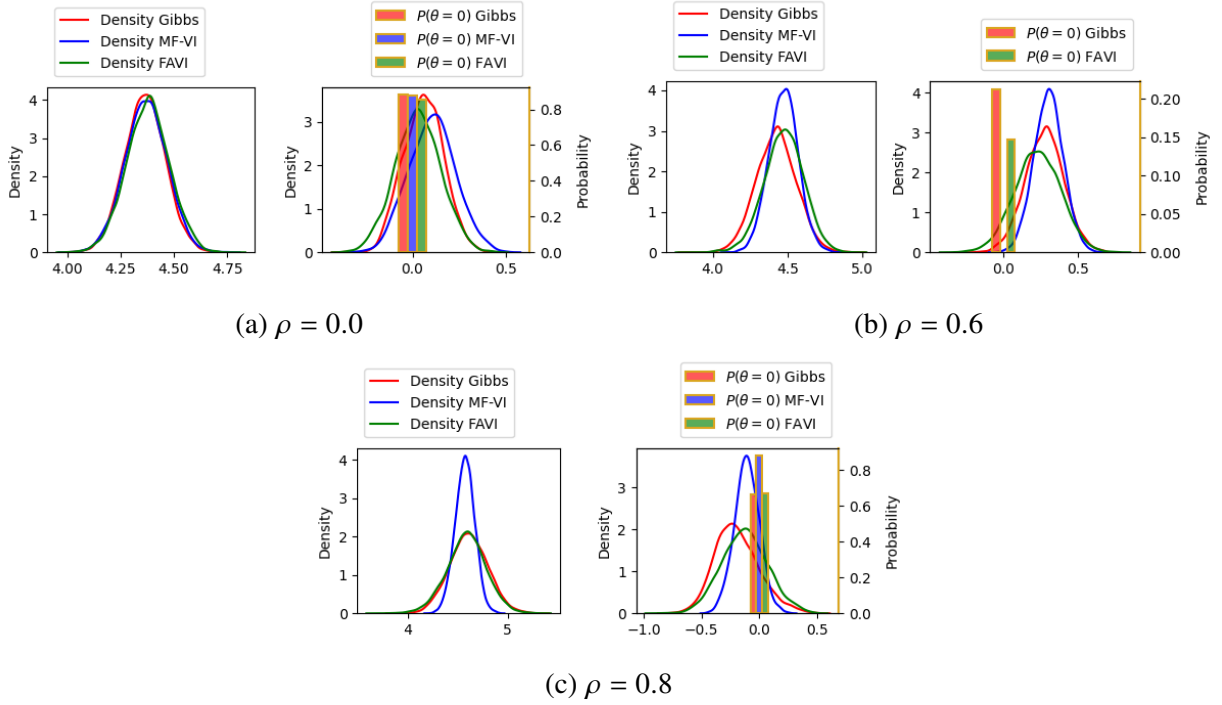 Density Gibbs
Density MF-VI
Density FAVI
P(θ = 0) Gibbs
P(θ = 0) MF-VI
P(θ = 0) FAVI
Density
4
3
2
1
0
4.00 4.25 4.50 4.75
Density
3
2
1
0
0.0 0.5
0.8
0.6
0.4
0.2
0.0
Probability
(a) ρ = 0.0
Density Gibbs
Density MF-VI
Density FAVI
P(θ = 0) Gibbs
P(θ = 0) FAVI
Density
4
3
2
1
0
4.0 4.5 5.0
Density
4
3
2
1
0
0.0 0.5
0.20
0.15
0.10
0.05
0.00
Probability
(b) ρ = 0.6
Density Gibbs
Density MF-VI
Density FAVI
P(θ = 0) Gibbs
P(θ = 0) MF-VI
P(θ = 0) FAVI
Density
4
3
2
1
0
4 5
Density
3
2
1
0
−1.0 −0.5 0.0 0.5
0.8
0.6
0.4
0.2
0.0
Probability
(c) ρ = 0.8